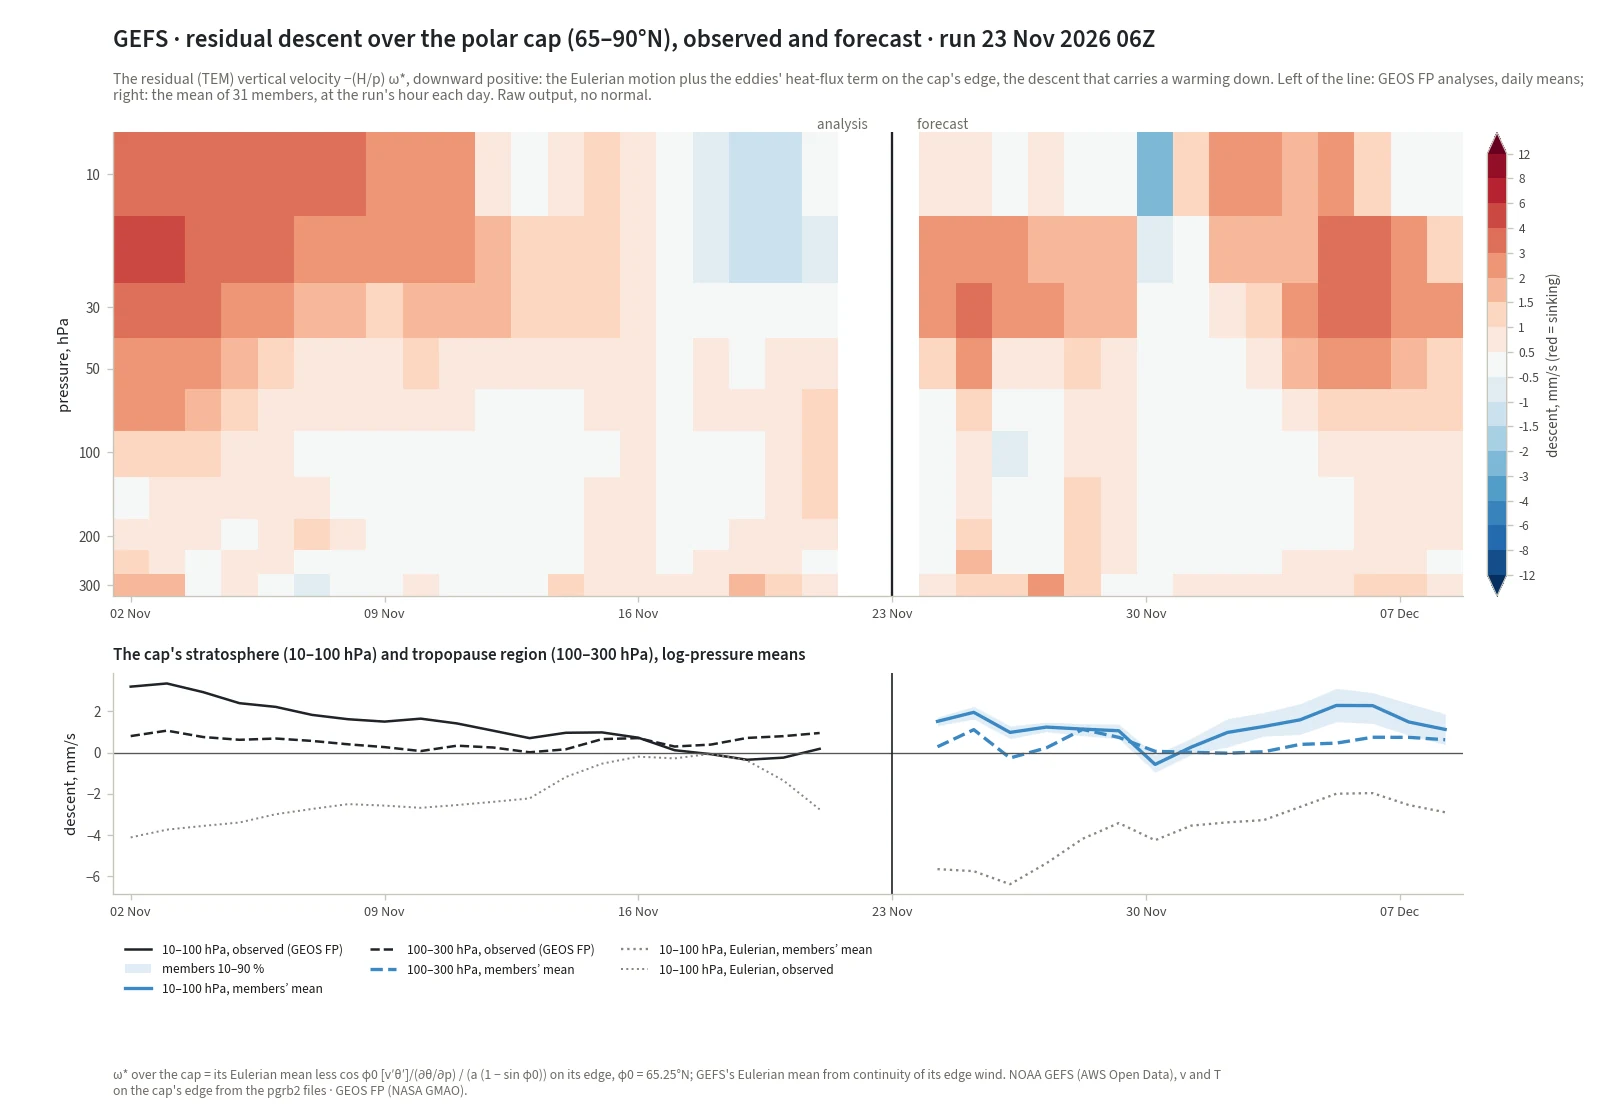 GEFS · residual descent over the polar cap (65–90°N), observed and forecast · run 23 Nov 2026 06Z
The residual (TEM) vertical velocity −(H/p) ω*, downward positive: the Eulerian motion plus the eddies' heat-flux term on the cap's edge, the descent that carries a warming down. Left of the line: GEOS FP analyses, daily means;
right: the mean of 31 members, at the run's hour each day. Raw output, no normal.
analysis
forecast
pressure, hPa
10
30
50
100
200
300
02 Nov
09 Nov
16 Nov
23 Nov
30 Nov
07 Dec
12
8
6
4
3
2
1.5
1
0.5
-0.5
-1
-1.5
-2
-3
-4
-6
-8
-12
descent, mm/s (red = sinking)
The cap's stratosphere (10–100 hPa) and tropopause region (100–300 hPa), log-pressure means
descent, mm/s
2
0
−2
−4
−6
02 Nov
09 Nov
16 Nov
23 Nov
30 Nov
07 Dec
10–100 hPa, observed (GEOS FP)
members 10–90 %
10–100 hPa, members’ mean
100–300 hPa, observed (GEOS FP)
100–300 hPa, members’ mean
10–100 hPa, Eulerian, members’ mean
10–100 hPa, Eulerian, observed
ω* over the cap = its Eulerian mean less cos φ0 [v′θ′]/(∂θ/∂p) / (a (1 − sin φ0)) on its edge, φ0 = 65.25°N; GEFS's Eulerian mean from continuity of its edge wind. NOAA GEFS (AWS Open Data), v and T
on the cap's edge from the pgrb2 files · GEOS FP (NASA GMAO).